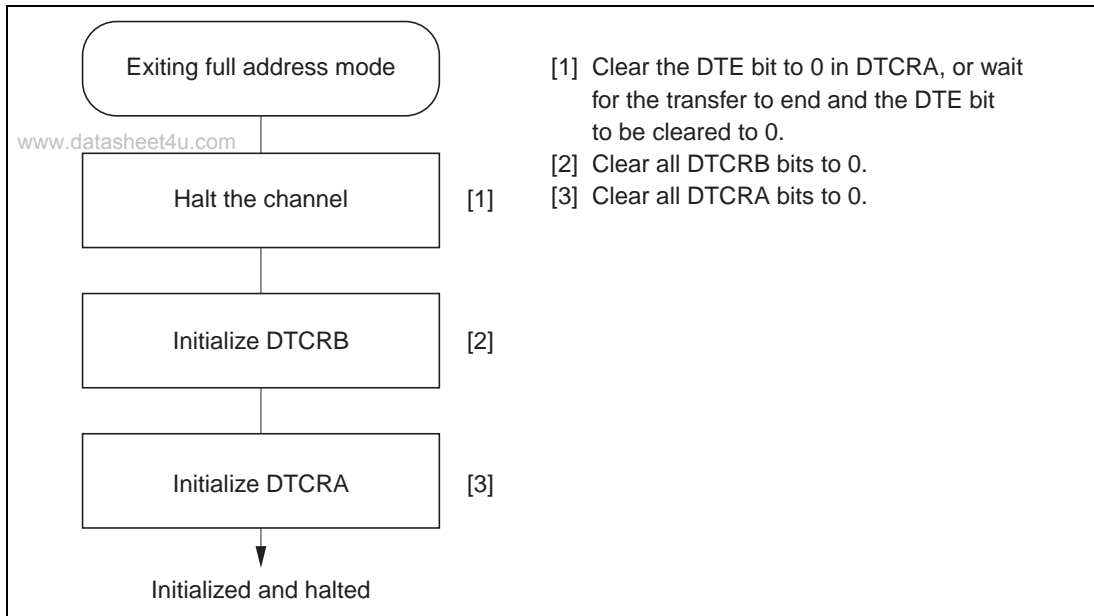 Exiting full address mode
www.datasheet4u.com
Halt the channel [1]
Initialize DTCRB [2]
Initialize DTCRA [3]
Initialized and halted
[1] Clear the DTE bit to 0 in DTCRA, or wait
for the transfer to end and the DTE bit
to be cleared to 0.
[2] Clear all DTCRB bits to 0.
[3] Clear all DTCRA bits to 0.